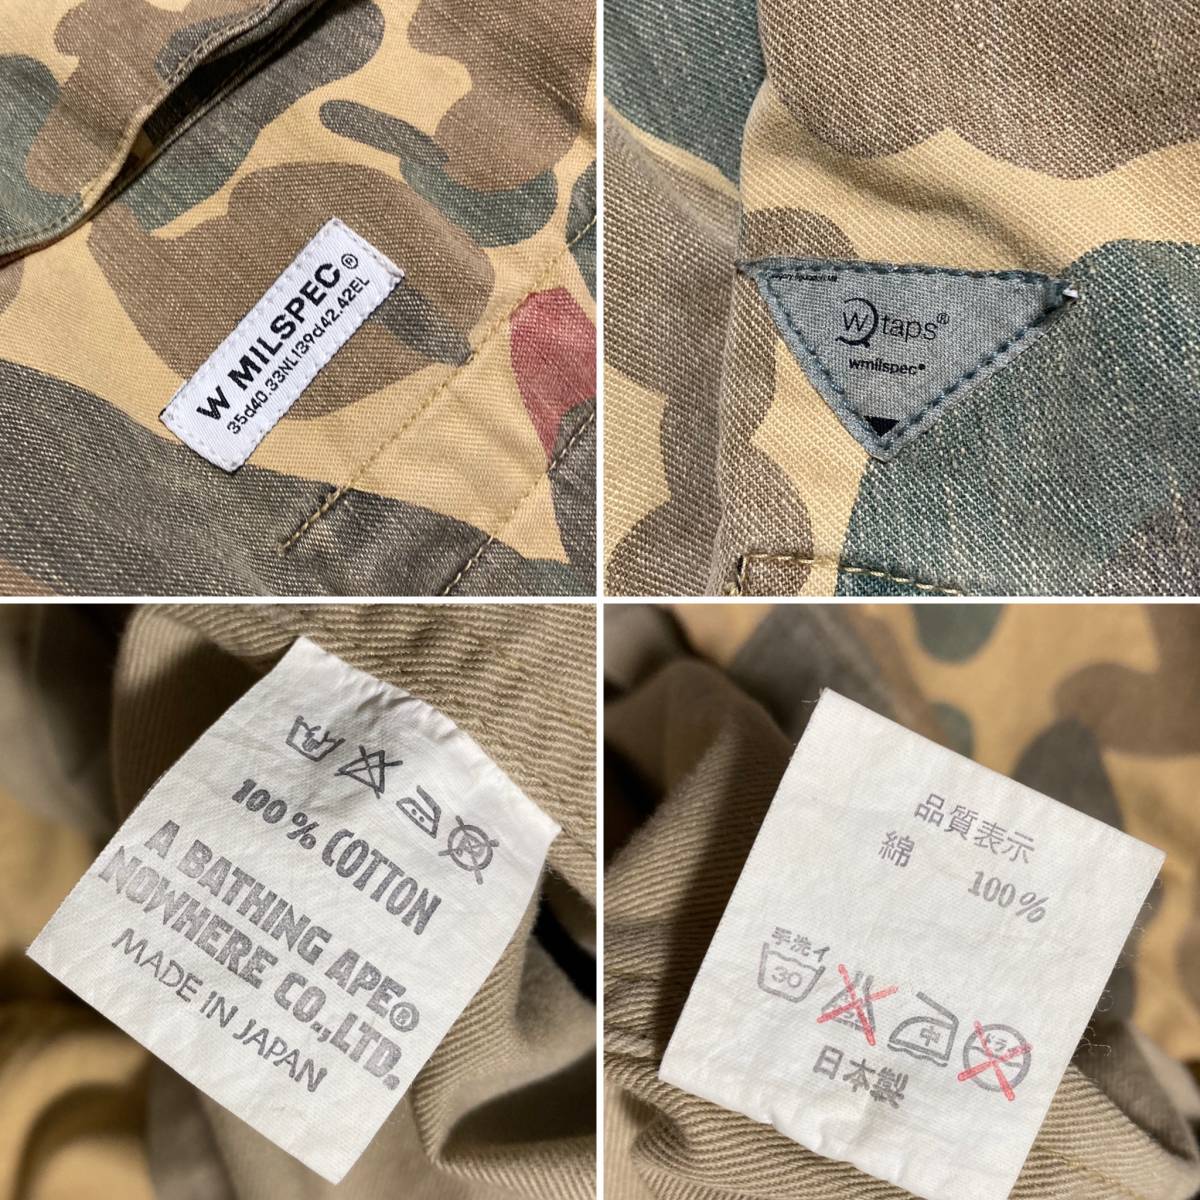 W MILSPEC®
35d40.33NL139d42.42EL
W taps®
wmilspec®
100% COTTON
A BATHING APE®
NOWHERE CO.,LTD.
MADE IN JAPAN
品質表示
綿 100%
手洗イ
30
中
ドライ
日本製